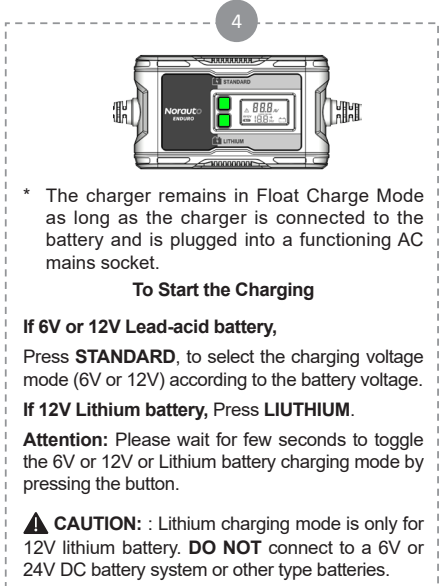 4
STANDARD
Norauto
ENDURO
LITHIUM
* The charger remains in Float Charge Mode
as long as the charger is connected to the
battery and is plugged into a functioning AC
mains socket.
To Start the Charging
If 6V or 12V Lead-acid battery,
Press STANDARD, to select the charging voltage
mode (6V or 12V) according to the battery voltage.
If 12V Lithium battery, Press LIUTHIUM.
Attention: Please wait for few seconds to toggle
the 6V or 12V or Lithium battery charging mode by
pressing the button.
CAUTION: : Lithium charging mode is only for
12V lithium battery. DO NOT connect to a 6V or
24V DC battery system or other type batteries.